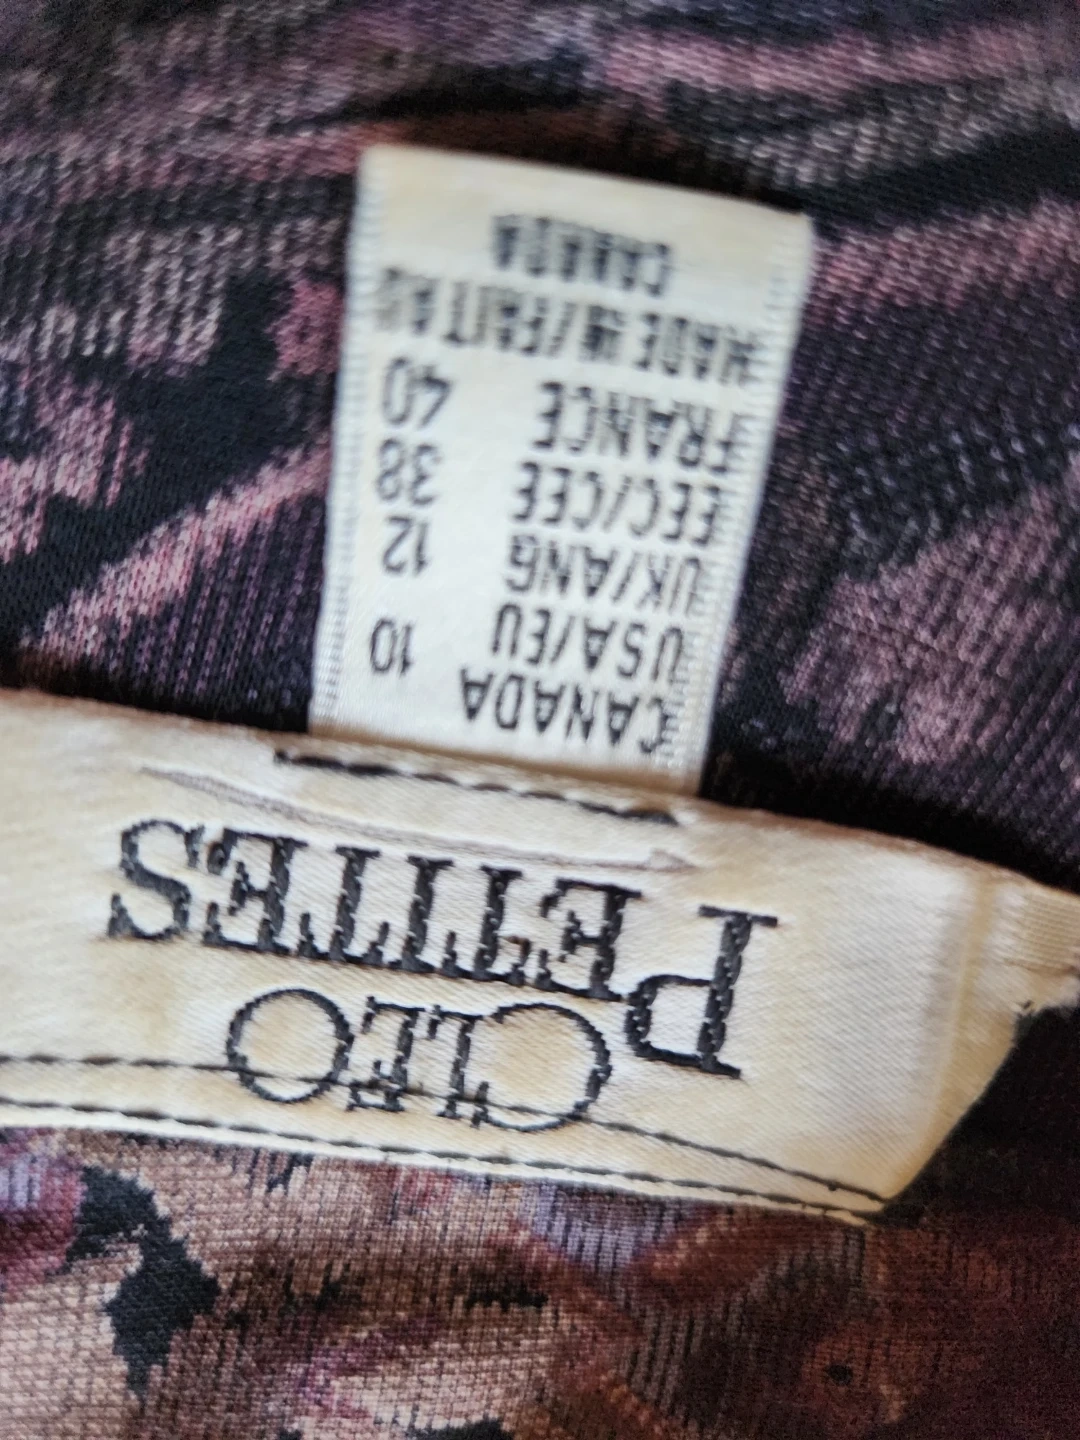 CLEO
PETITES
CANADA
USA/EU 10
UK/ANG 12
EEC/CEE 38
FRANCE 40
MADE IN/FAIT AU
CANADA